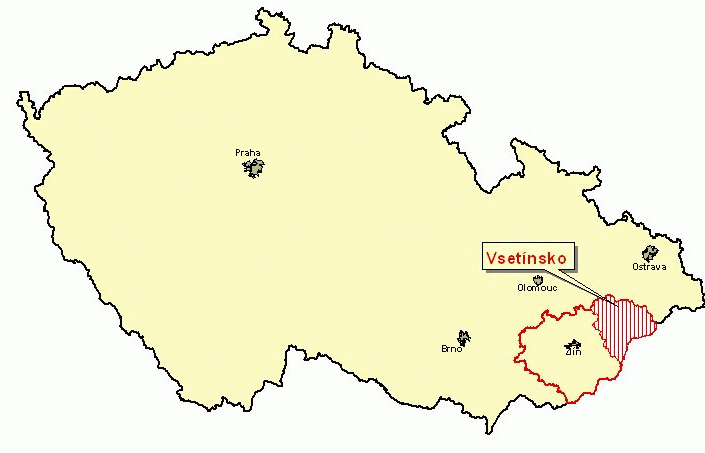 Praha
Vsetínsko
Ostrava
Olomouc
Brno
Zlín